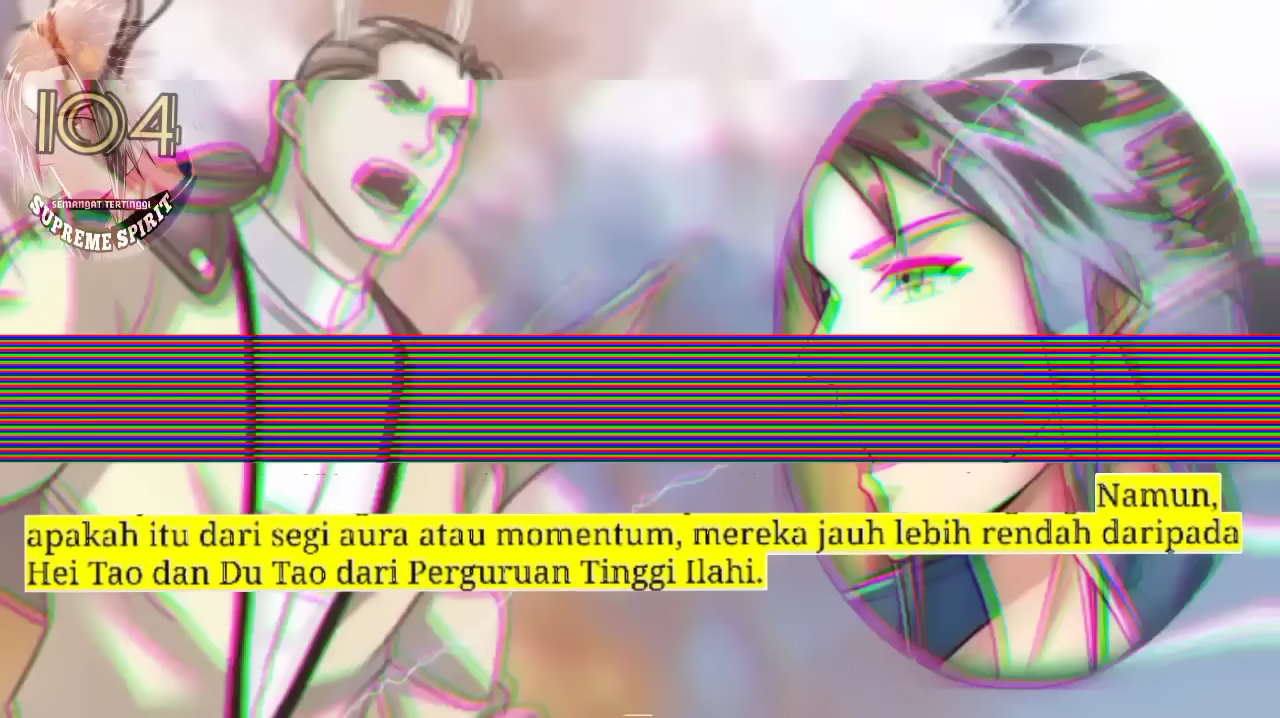 104
SEMANGAT TERTINGGI
SUPREME SPIRIT
Namun,
apakah itu dari segi aura atau momentum, mereka jauh lebih rendah daripada
Hei Tao dan Du Tao dari Perguruan Tinggi Ilahi.